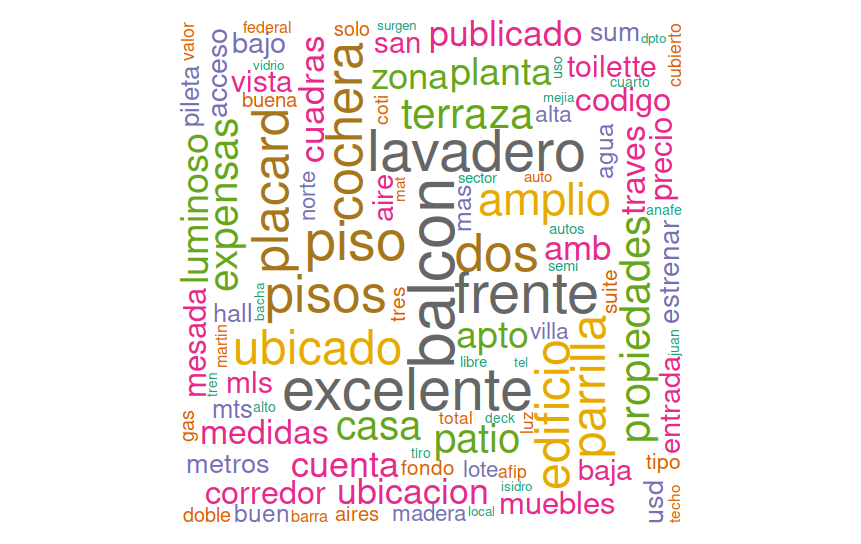 valor
federal
bajo
solo
surgen
san
publicado
sum
dpto
cubierto
pileta
acceso
vidrio
vista
buena
cuadras
cochera
coti
zona
planta
uso
toilette
cuarto
mejia
codigo
terraza
alta
luminoso
expensas
placard
norte
aire
mat
lavadero
agua
traves
precio
sector
auto
mas
amplio
anafe
piso
balcon
dos
autos
amb
semi
propiedades
estrenar
mesada
hall
bacha
pisos
tres
frente
suite
martin
ubicado
apto
villa
parrilla
juan
tren
mls
excelente
libre
tel
edificio
entrada
mts
alto
gas
medidas
casa
total
deck
luz
patio
tiro
metros
cuenta
fondo
lote
afip
baja
tipo
corredor
ubicacion
isidro
muebles
usd
techo
doble
buen
barra
aires
madera
local